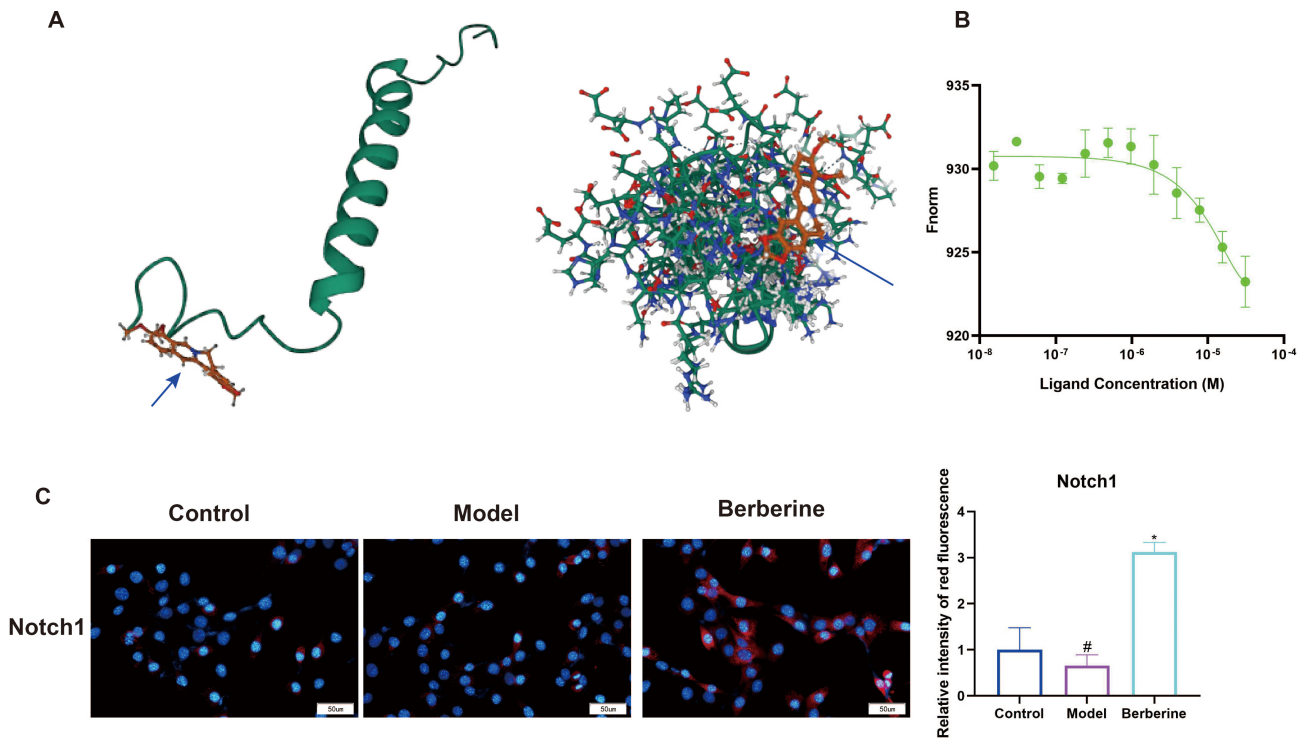 A
B
935
930
925
920
Fnorm
10-8
10-7
10-6
10-5
10-4
Ligand Concentration (M)
C
Control
Model
Berberine
Notch1
50um
50um
50um
Notch1
Relative intensity of red fluorescence
4
3
2
1
0
#
*
Control
Model
Berberine